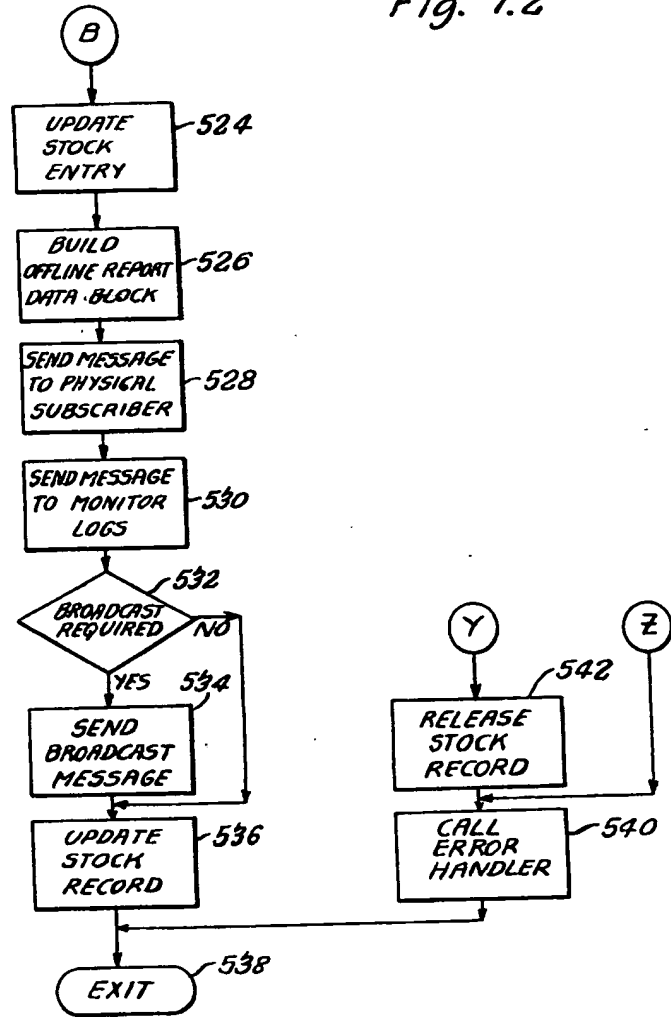 Fig. 7.2
B
UPDATE
STOCK
ENTRY
524
BUILD
OFFLINE REPORT
DATA BLOCK
526
SEND MESSAGE
TO PHYSICAL
SUBSCRIBER
528
SEND MESSAGE
TO MONITOR
LOGS
530
BROADCAST
REQUIRED
532
NO
YES
SEND
BROADCAST
MESSAGE
534
UPDATE
STOCK
RECORD
536
EXIT
538
Y
Z
RELEASE
STOCK
RECORD
542
CALL
ERROR
HANDLER
540